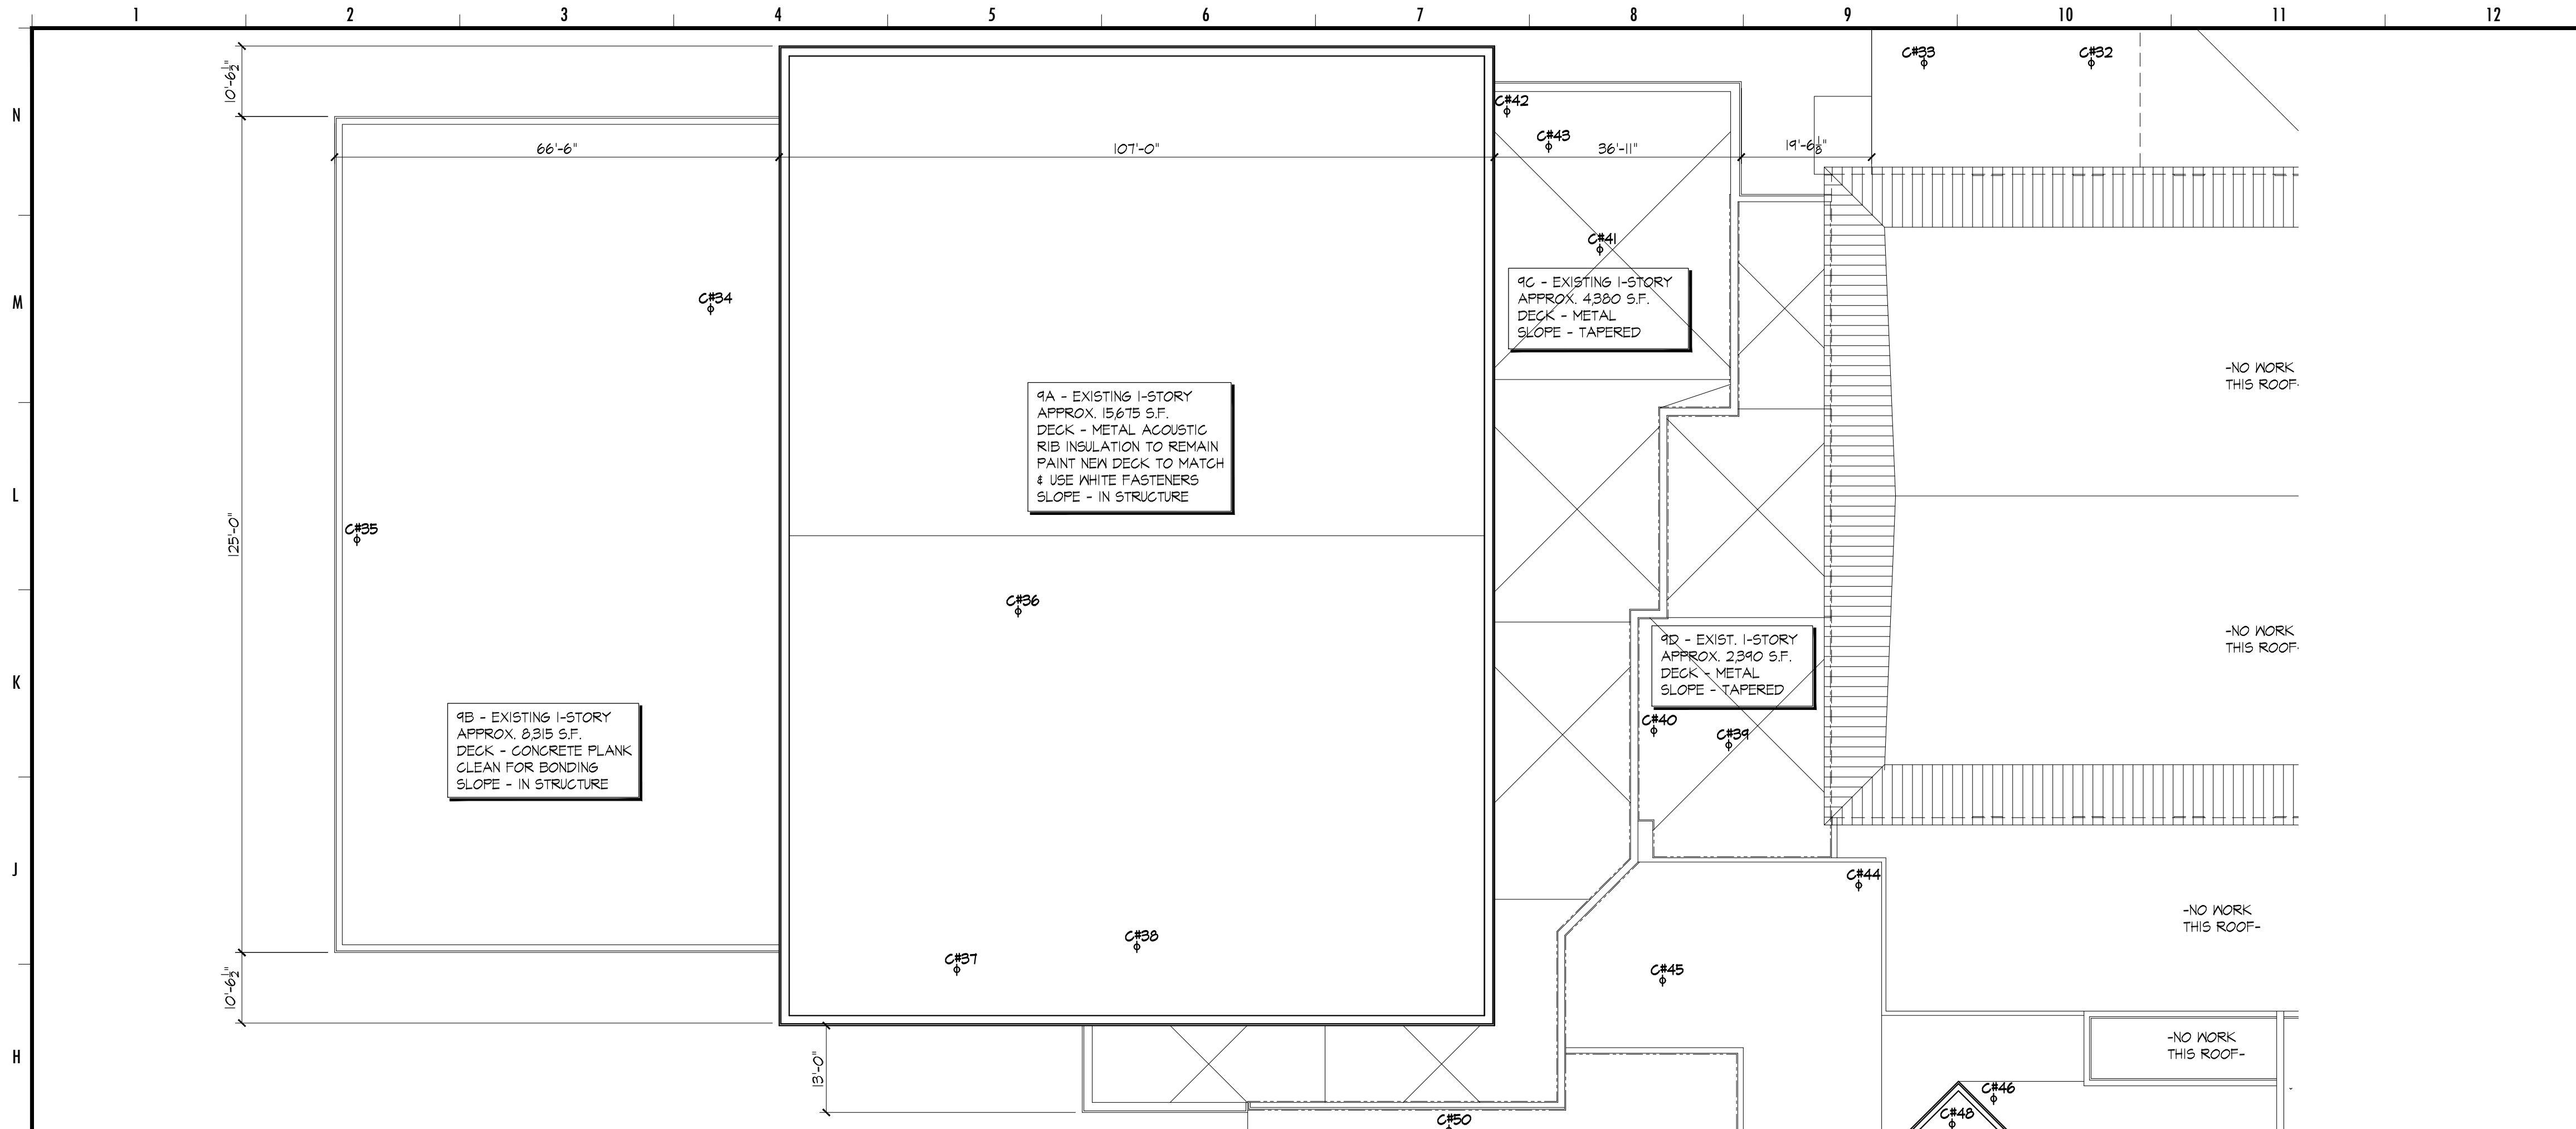 1 2 3 4 5 6 7 8 9 10 11 12
N
M
L
K
J
H
10'-6 1/2"
125'-0"
10'-6 1/2"
66'-6"
107'-0"
36'-11"
19'-6 1/8"
13'-0"
C#33
C#32
C#42
C#43
C#41
C#34
C#35
C#36
C#37
C#38
C#40
C#39
C#44
C#45
C#46
C#48
C#50
9A - EXISTING 1-STORY
APPROX. 15,675 S.F.
DECK - METAL ACOUSTIC
RIB INSULATION TO REMAIN
PAINT NEW DECK TO MATCH
& USE WHITE FASTENERS
SLOPE - IN STRUCTURE
9B - EXISTING 1-STORY
APPROX. 8,315 S.F.
DECK - CONCRETE PLANK
CLEAN FOR BONDING
SLOPE - IN STRUCTURE
9C - EXISTING 1-STORY
APPROX. 4,380 S.F.
DECK - METAL
SLOPE - TAPERED
9D - EXIST. 1-STORY
APPROX. 2,390 S.F.
DECK - METAL
SLOPE - TAPERED
-NO WORK
THIS ROOF-
-NO WORK
THIS ROOF-
-NO WORK
THIS ROOF-
-NO WORK
THIS ROOF-